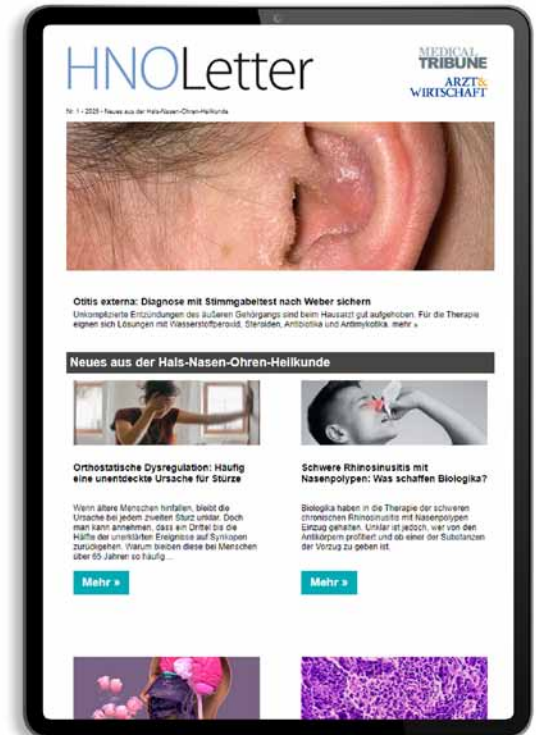 HNOLetter
MEDICAL
TRIBUNE
ARZT&
WIRTSCHAFT
Nr. 1 - 2025 - Neues aus der Hals-Nasen-Ohren-Heilkunde
Otitis externa: Diagnose mit Stimmgabeltest nach Weber sichern
Unkomplizierte Entzündungen des äußeren Gehörgangs sind beim Hausarzt gut aufgehoben. Für die Therapie
eignen sich Lösungen mit Wasserstoffperoxid, Steroiden, Antibiotika und Antimykotika. mehr »
Neues aus der Hals-Nasen-Ohren-Heilkunde
Orthostatische Dysregulation: Häufig
eine unentdeckte Ursache für Stürze
Wenn ältere Menschen hinfallen, bleibt die
Ursache bei jedem zweiten Sturz unklar. Doch
man kann annehmen, dass ein Drittel bis die
Hälfte der unerklärten Ereignisse auf Synkopen
zurückgehen. Warum bleiben diese bei Menschen
über 65 Jahren so häufig ...
Mehr »
Schwere Rhinosinusitis mit
Nasenpolypen: Was schaffen Biologika?
Biologika haben in die Therapie der schweren
chronischen Rhinosinusitis mit Nasenpolypen
Einzug gehalten. Unklar ist jedoch, wer von den
Antikörpern profitiert und ob einer der Substanzen
der Vorzug zu geben ist.
Mehr »